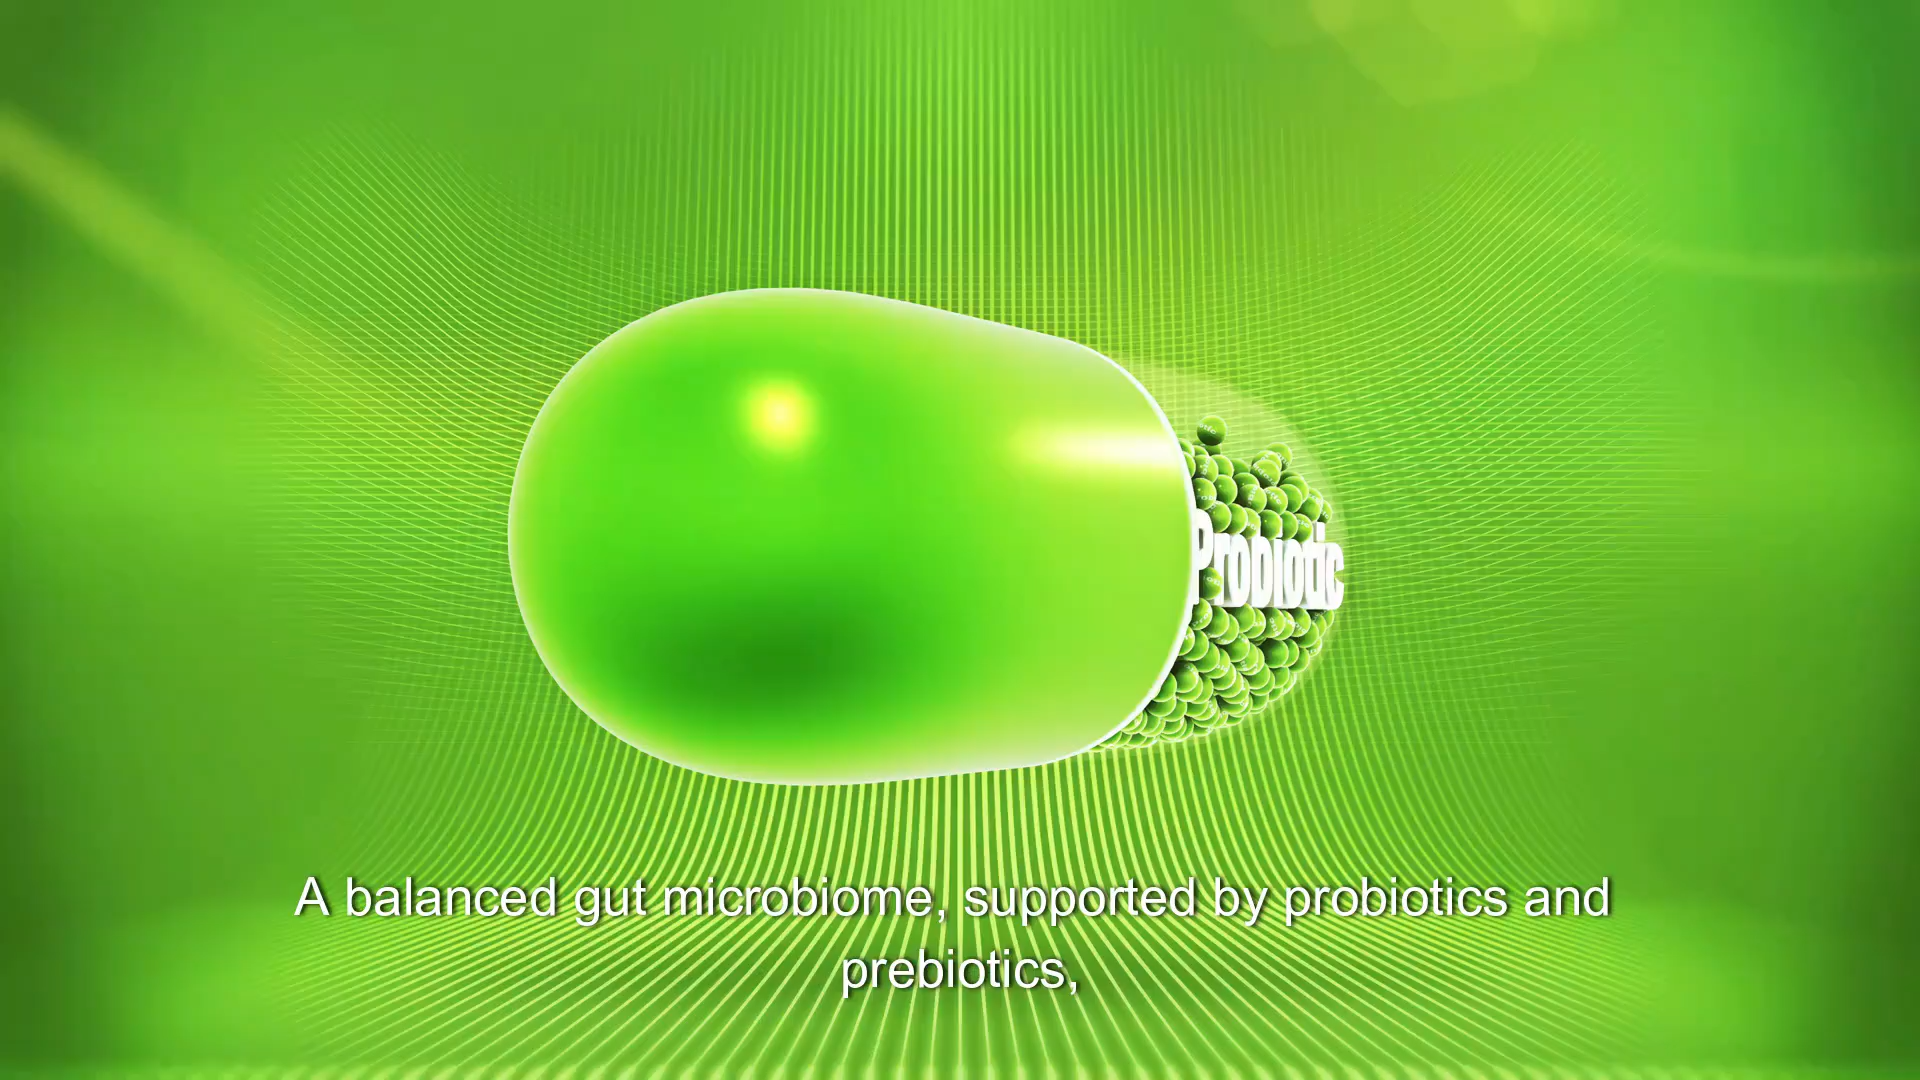 Probiotic
A balanced gut microbiome, supported by probiotics and
prebiotics,